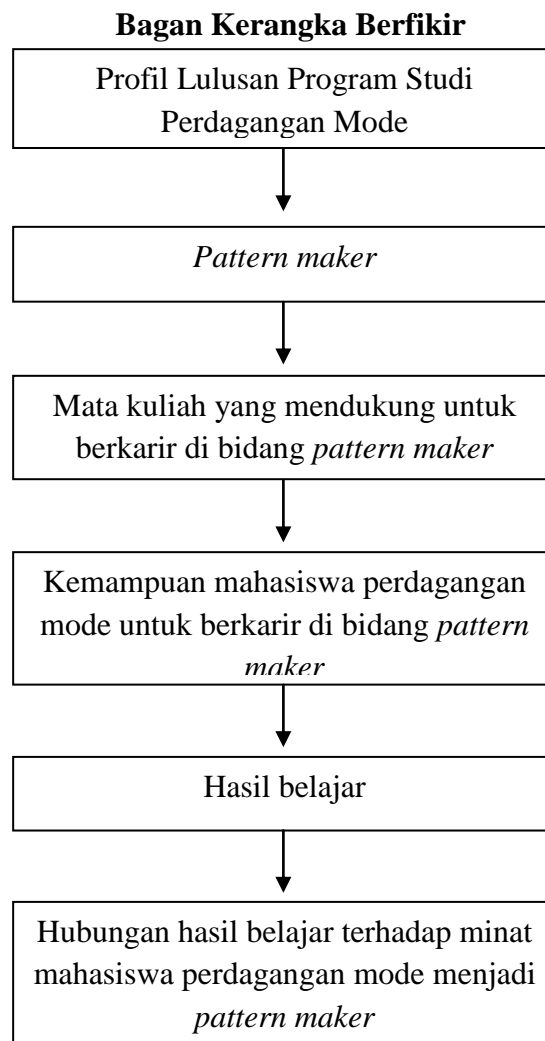 Bagan Kerangka Berfikir
Profil Lulusan Program Studi
Perdagangan Mode
Pattern maker
Mata kuliah yang mendukung untuk
berkarir di bidang pattern maker
Kemampuan mahasiswa perdagangan
mode untuk berkarir di bidang pattern
maker
Hasil belajar
Hubungan hasil belajar terhadap minat
mahasiswa perdagangan mode menjadi
pattern maker